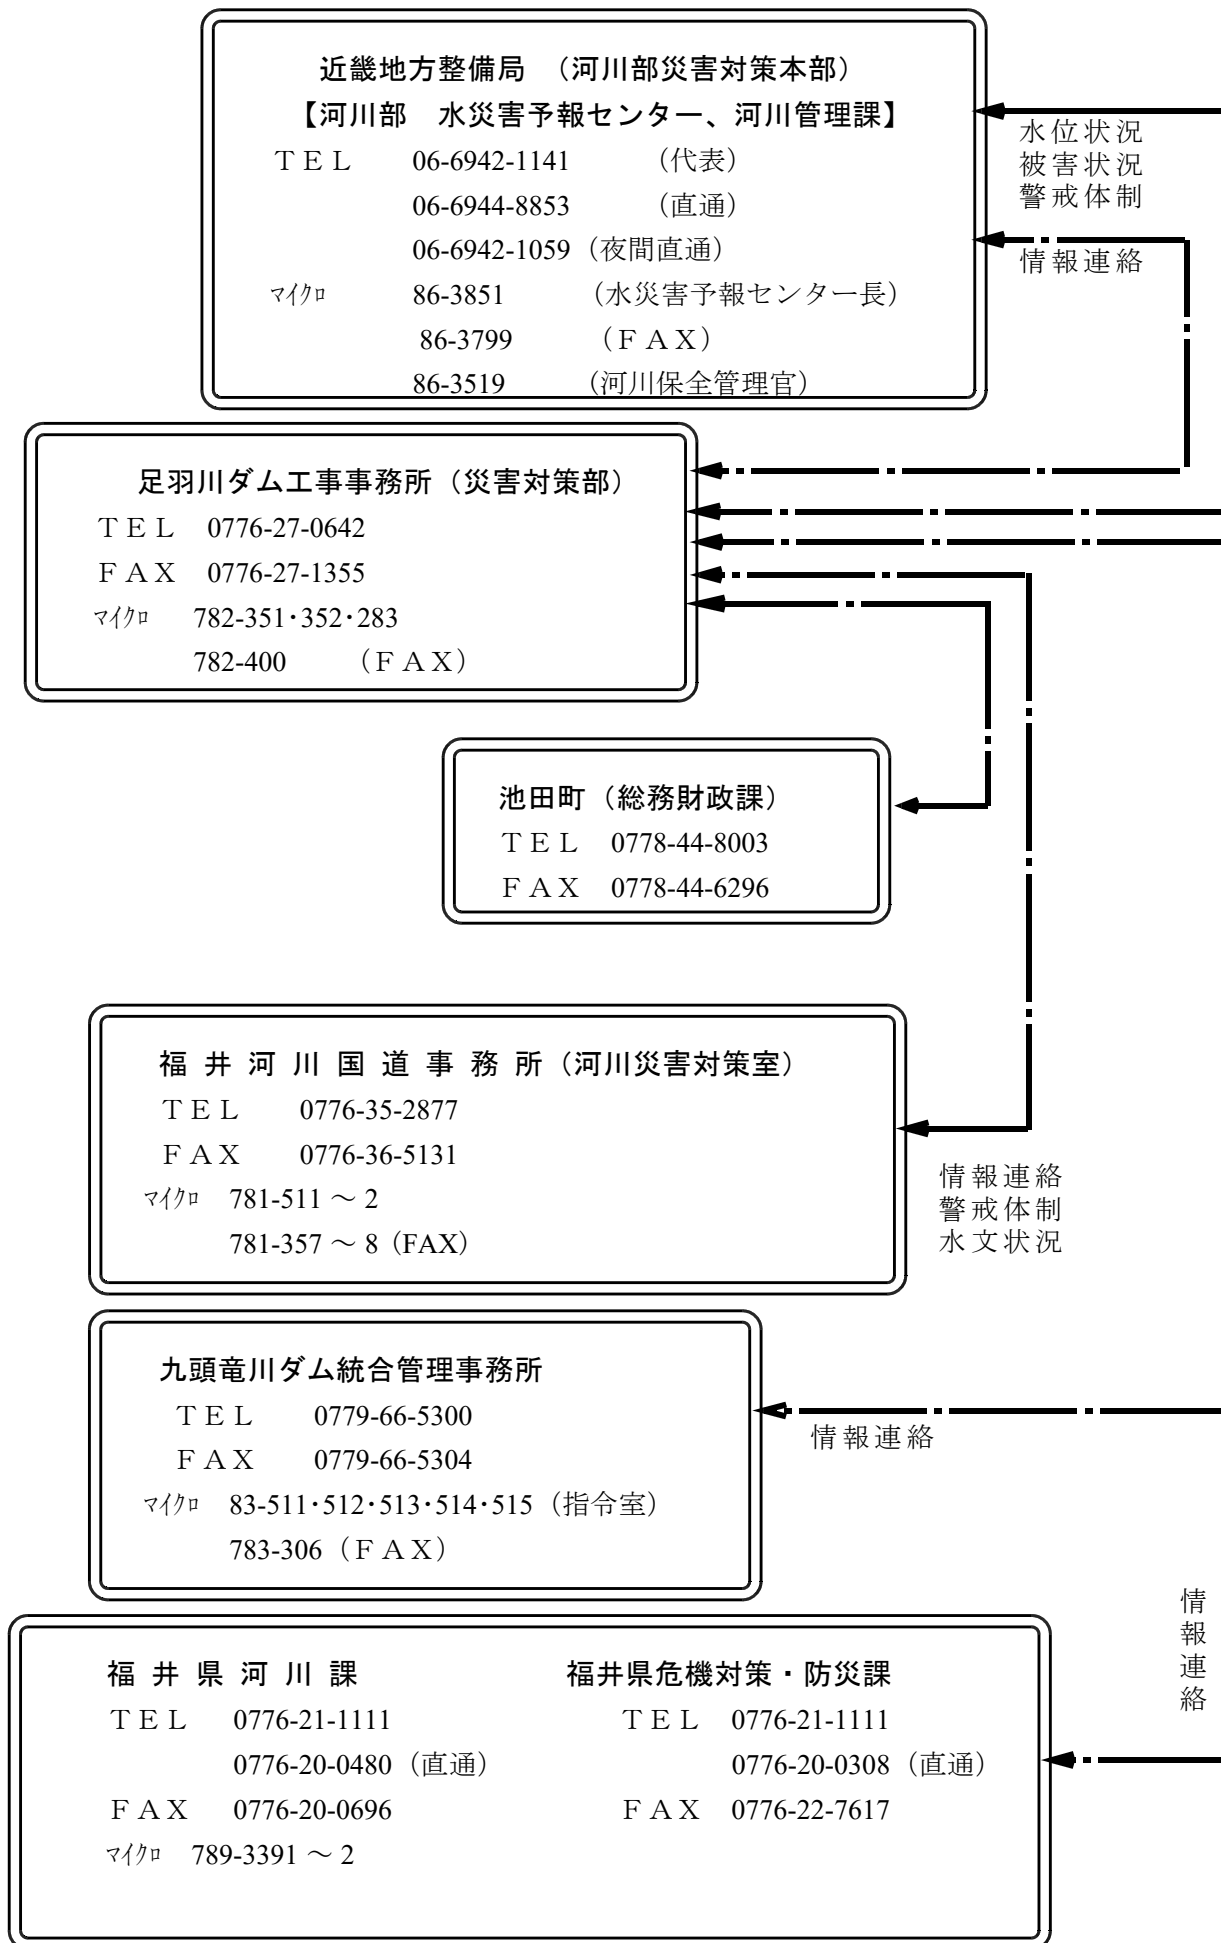 近畿地方整備局　（河川部災害対策本部）
【河川部　水災害予報センター、河川管理課】
ＴＥＬ　06-6942-1141　（代表）
06-6944-8853　（直通）
06-6942-1059（夜間直通）
ﾏｲｸﾛ　86-3851　（水災害予報センター長）
86-3799　（ＦＡＸ）
86-3519　（河川保全管理官）
水位状況
被害状況
警戒体制
情報連絡
足羽川ダム工事事務所（災害対策部）
ＴＥＬ　0776-27-0642
ＦＡＸ　0776-27-1355
ﾏｲｸﾛ　782-351・352・283
782-400　（ＦＡＸ）
池田町（総務財政課）
ＴＥＬ　0778-44-8003
ＦＡＸ　0778-44-6296
福井河川国道事務所（河川災害対策室）
ＴＥＬ　0776-35-2877
ＦＡＸ　0776-36-5131
ﾏｲｸﾛ　781-511～2
781-357～8（FAX）
情報連絡
警戒体制
水文状況
九頭竜川ダム統合管理事務所
ＴＥＬ　0779-66-5300
ＦＡＸ　0779-66-5304
ﾏｲｸﾛ　83-511・512・513・514・515（指令室）
783-306（ＦＡＸ）
情報連絡
情報連絡
福井県河川課
ＴＥＬ　0776-21-1111
0776-20-0480（直通）
ＦＡＸ　0776-20-0696
ﾏｲｸﾛ　789-3391～2
福井県危機対策・防災課
ＴＥＬ　0776-21-1111
0776-20-0308（直通）
ＦＡＸ　0776-22-7617